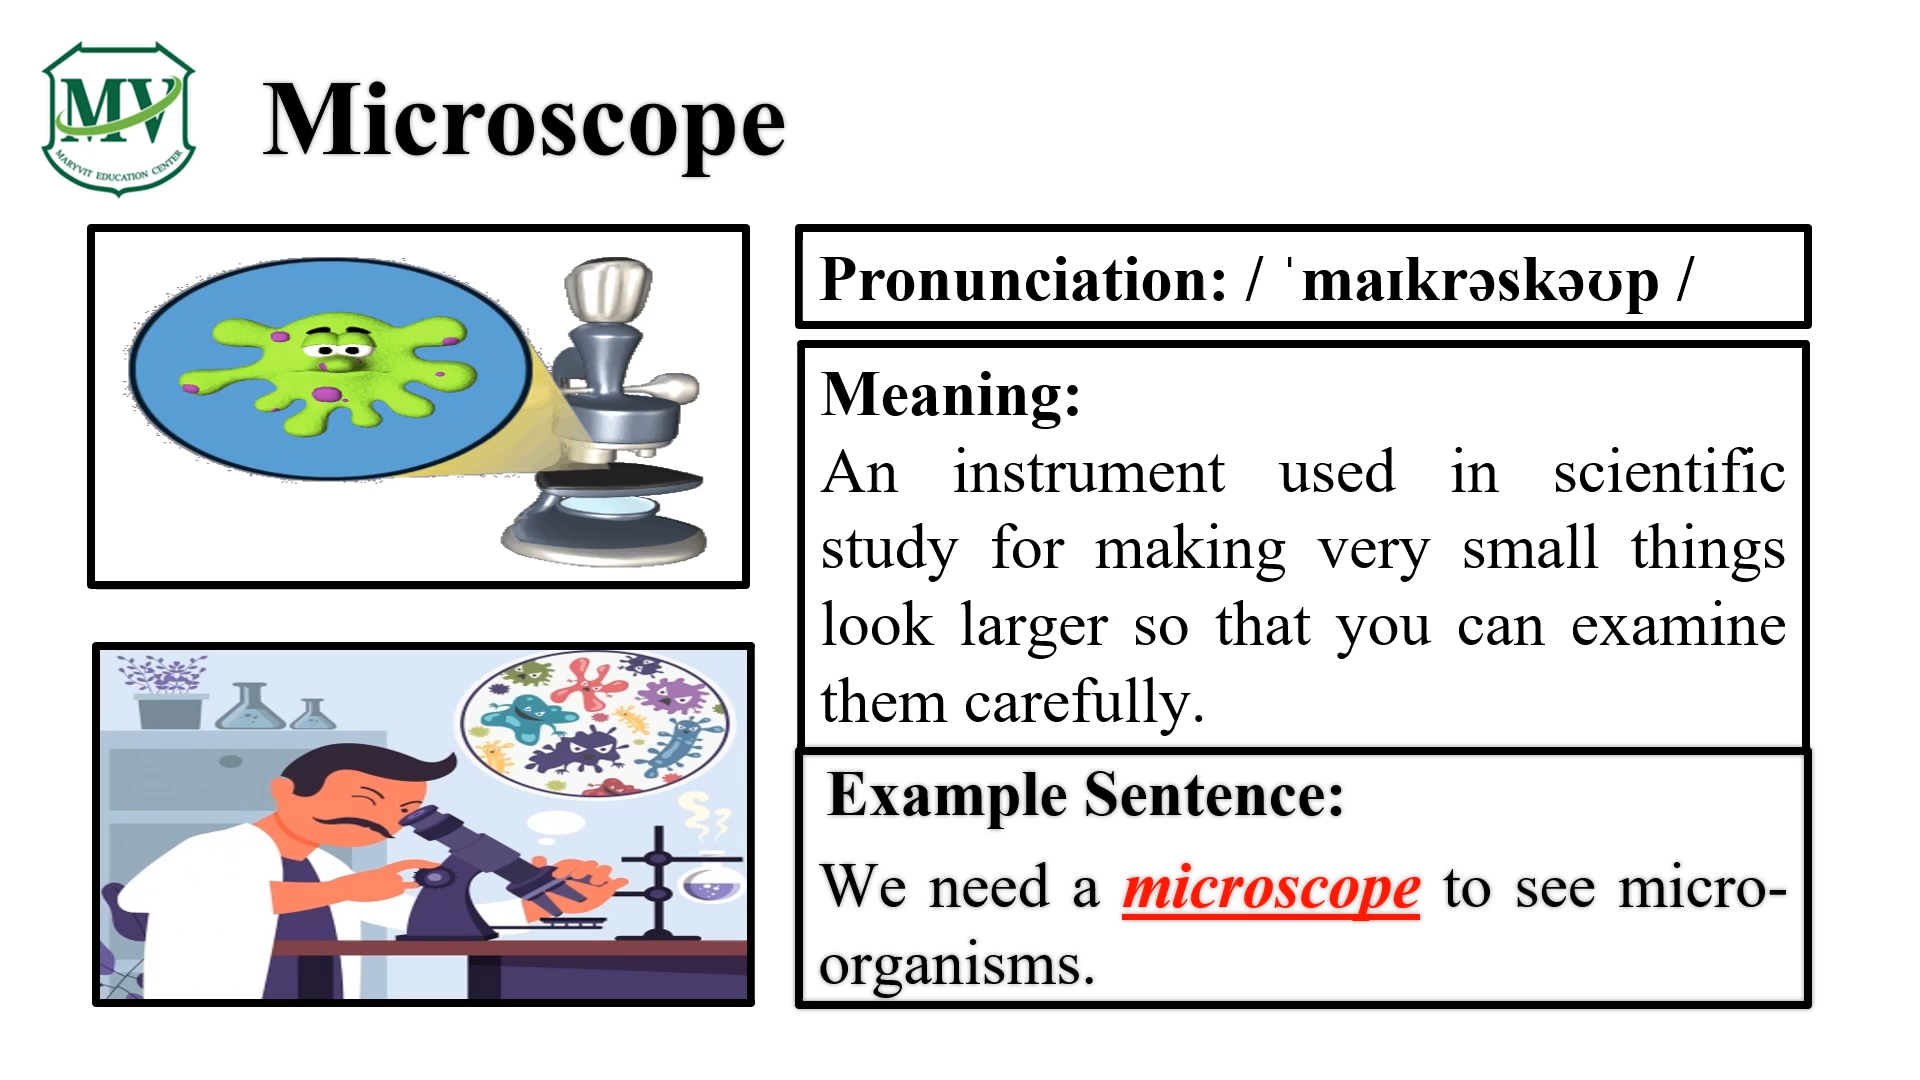 MV
MARYVIT EDUCATION CENTER
Microscope
Pronunciation: / ˈmaɪkrəskəʊp /
Meaning:
An instrument used in scientific
study for making very small things
look larger so that you can examine
them carefully.
Example Sentence:
We need a microscope to see micro-
organisms.